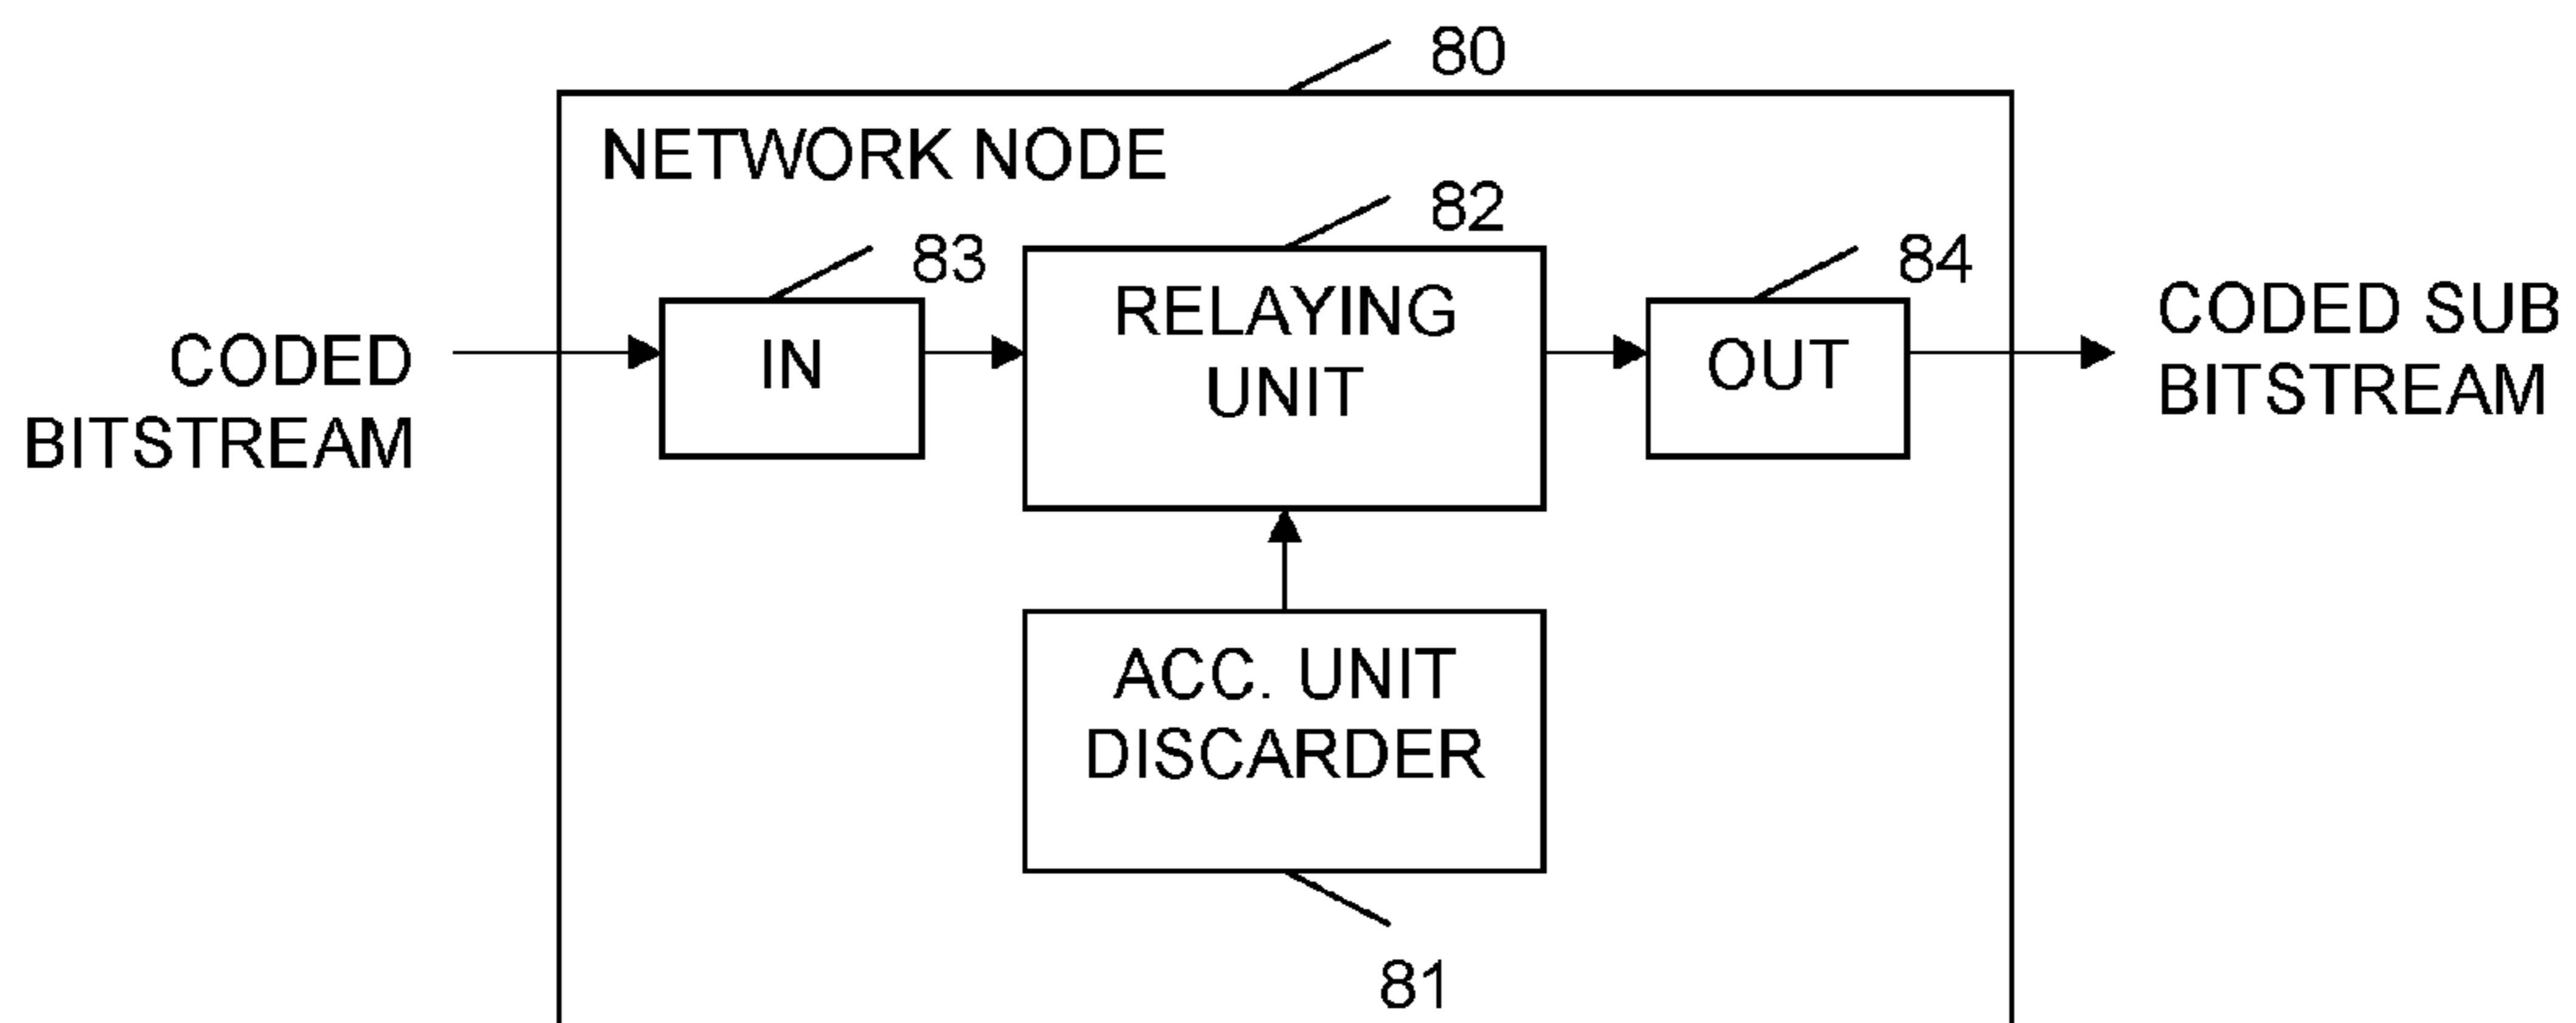 80
NETWORK NODE
82
83
84
RELAYING
UNIT
IN
OUT
CODED
BITSTREAM
CODED SUB
BITSTREAM
ACC. UNIT
DISCARDER
81